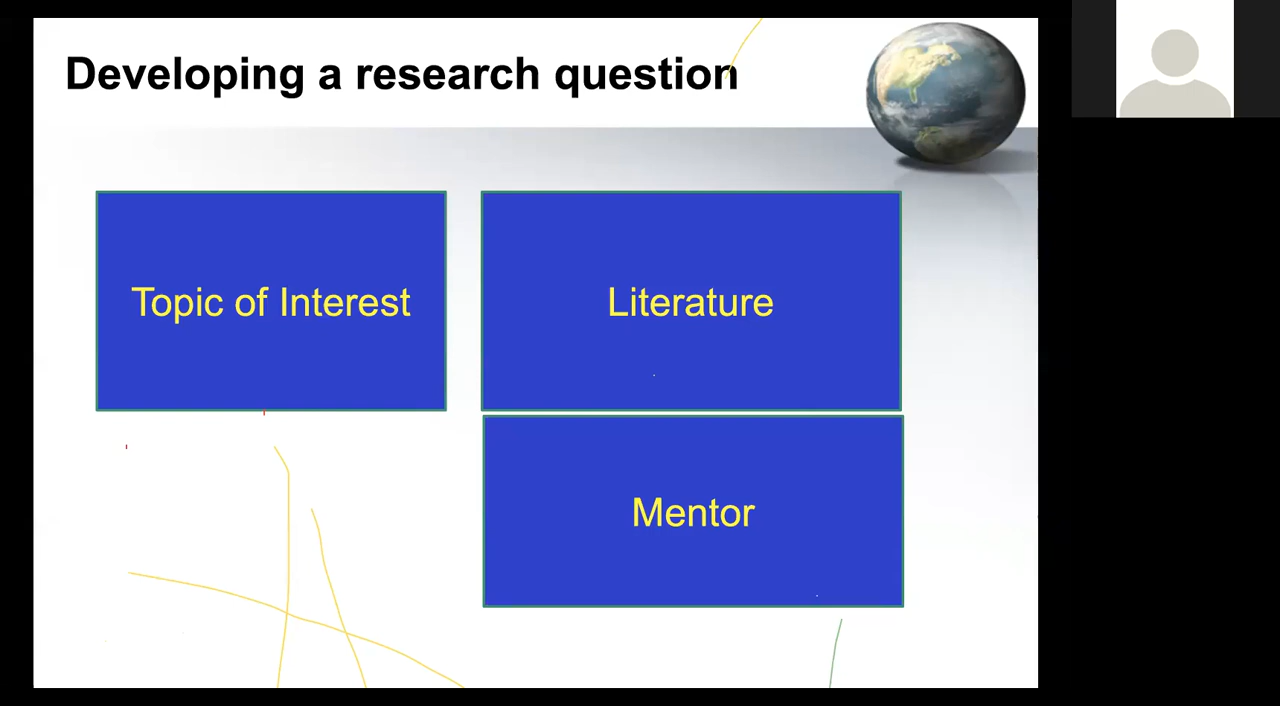 Developing a research question
Topic of Interest
Literature
Mentor